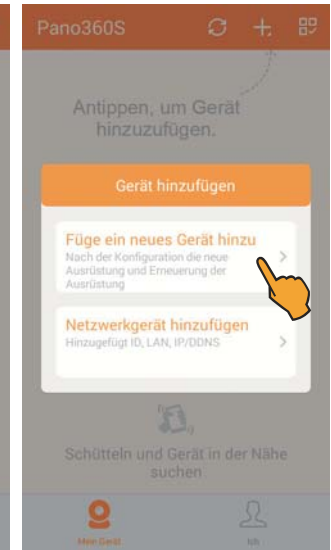 Pano360S
Antippen, um Gerät
hinzuzufügen.
Gerät hinzufügen
Füge ein neues Gerät hinzu
Nach der Konfiguration die neue
Ausrüstung und Erneuerung der
Ausrüstung
Netzwerkgerät hinzufügen
Hinzugefügt ID, LAN, IP/DDNS
Schütteln und Gerät in der Nähe
suchen
Mein Gerät
Ich